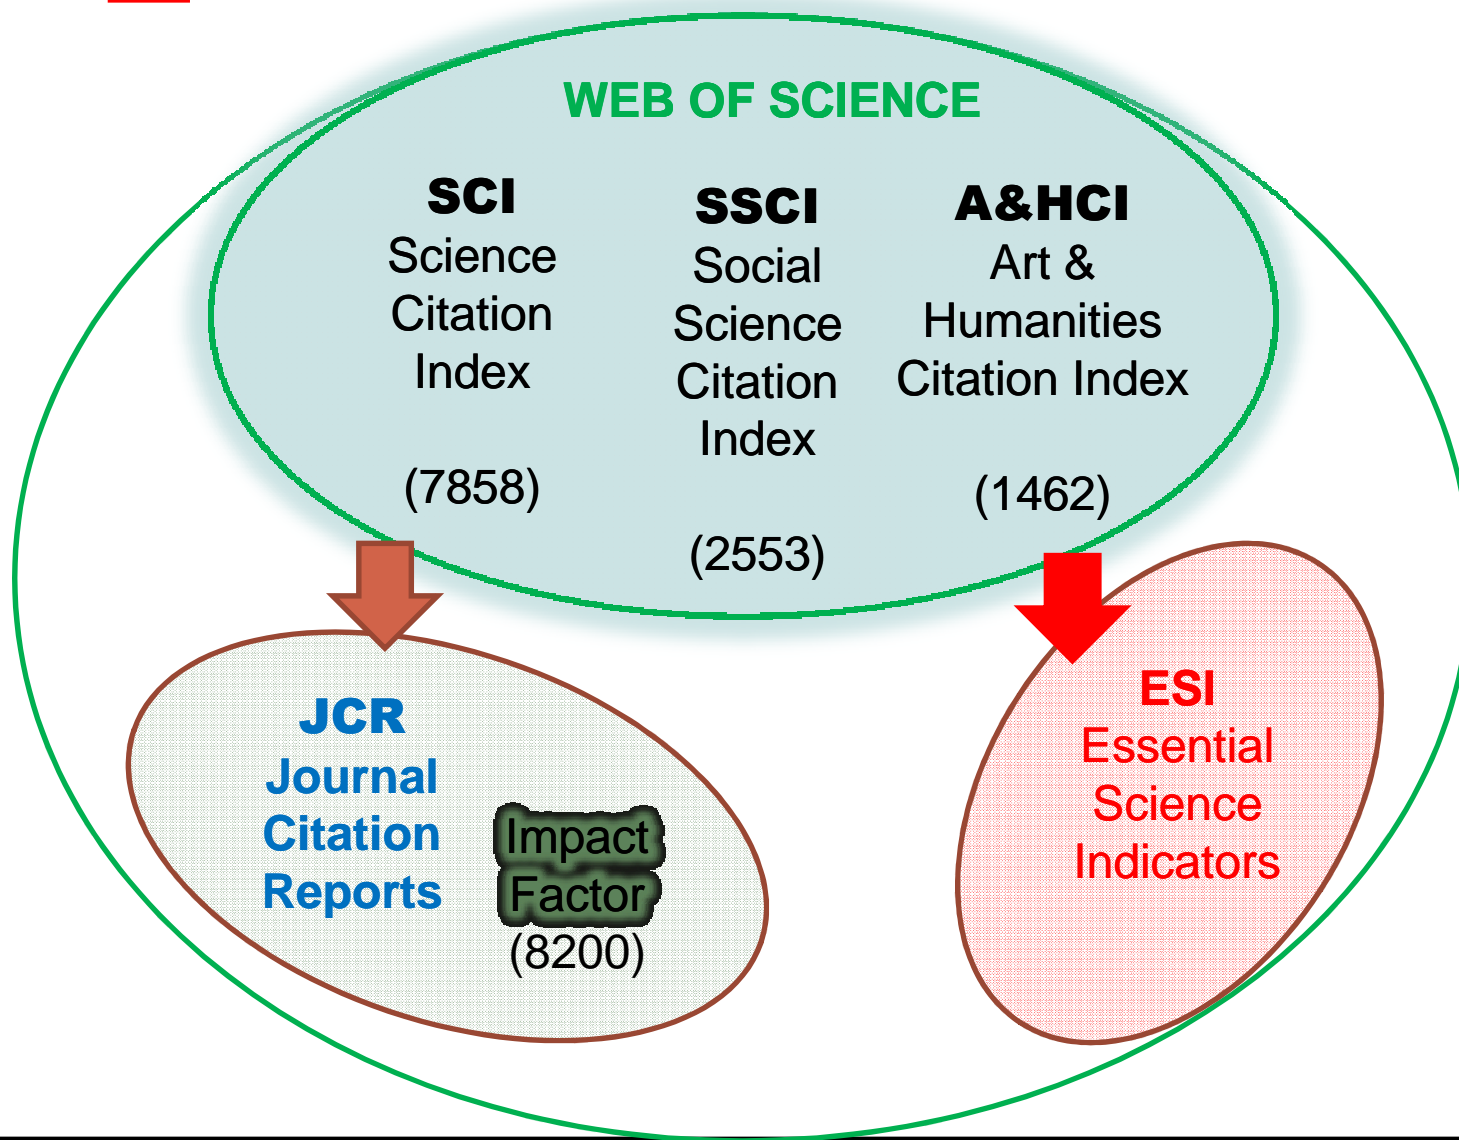 WEB OF SCIENCE
SCI
Science
Citation
Index
(7858)
SSCI
Social
Science
Citation
Index
(2553)
A&HCI
Art &
Humanities
Citation Index
(1462)
JCR
Journal
Citation
Reports
Impact
Factor
(8200)
ESI
Essential
Science
Indicators